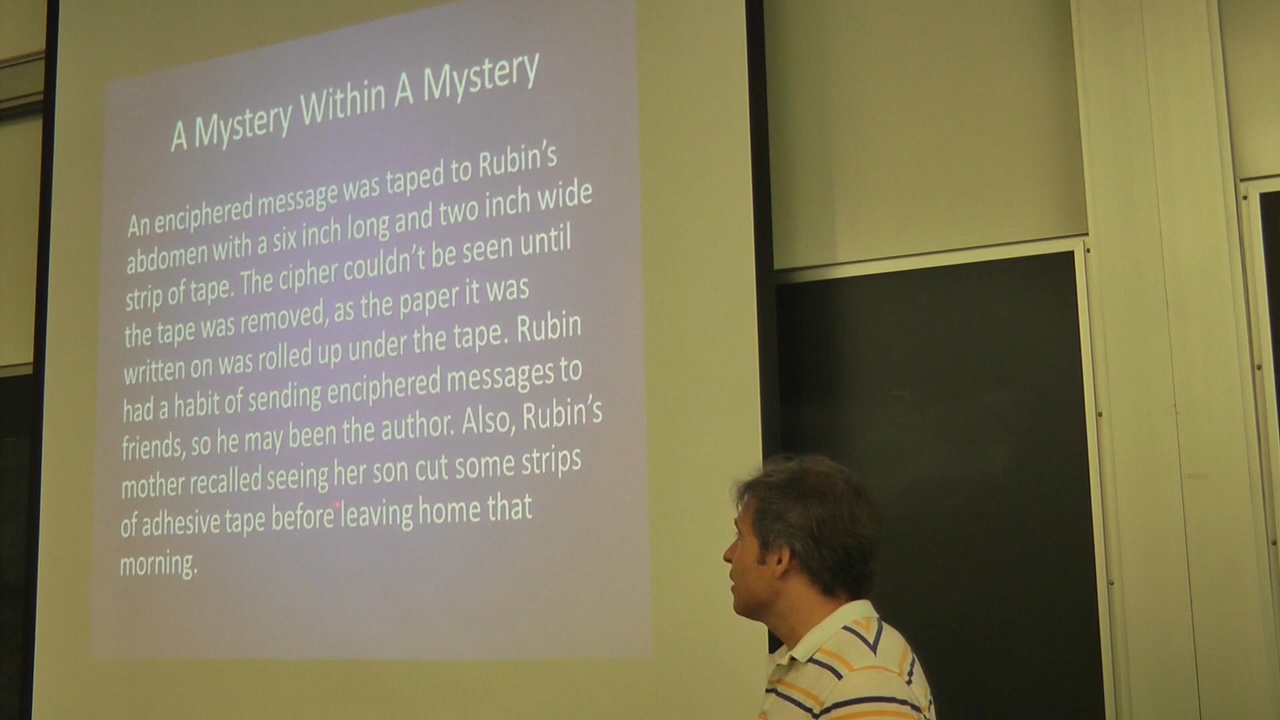 A Mystery Within A Mystery
An enciphered message was taped to Rubin's
abdomen with a six inch long and two inch wide
strip of tape. The cipher couldn't be seen until
the tape was removed, as the paper it was
written on was rolled up under the tape. Rubin
had a habit of sending enciphered messages to
friends, so he may been the author. Also, Rubin's
mother recalled seeing her son cut some strips
of adhesive tape before leaving home that
morning.